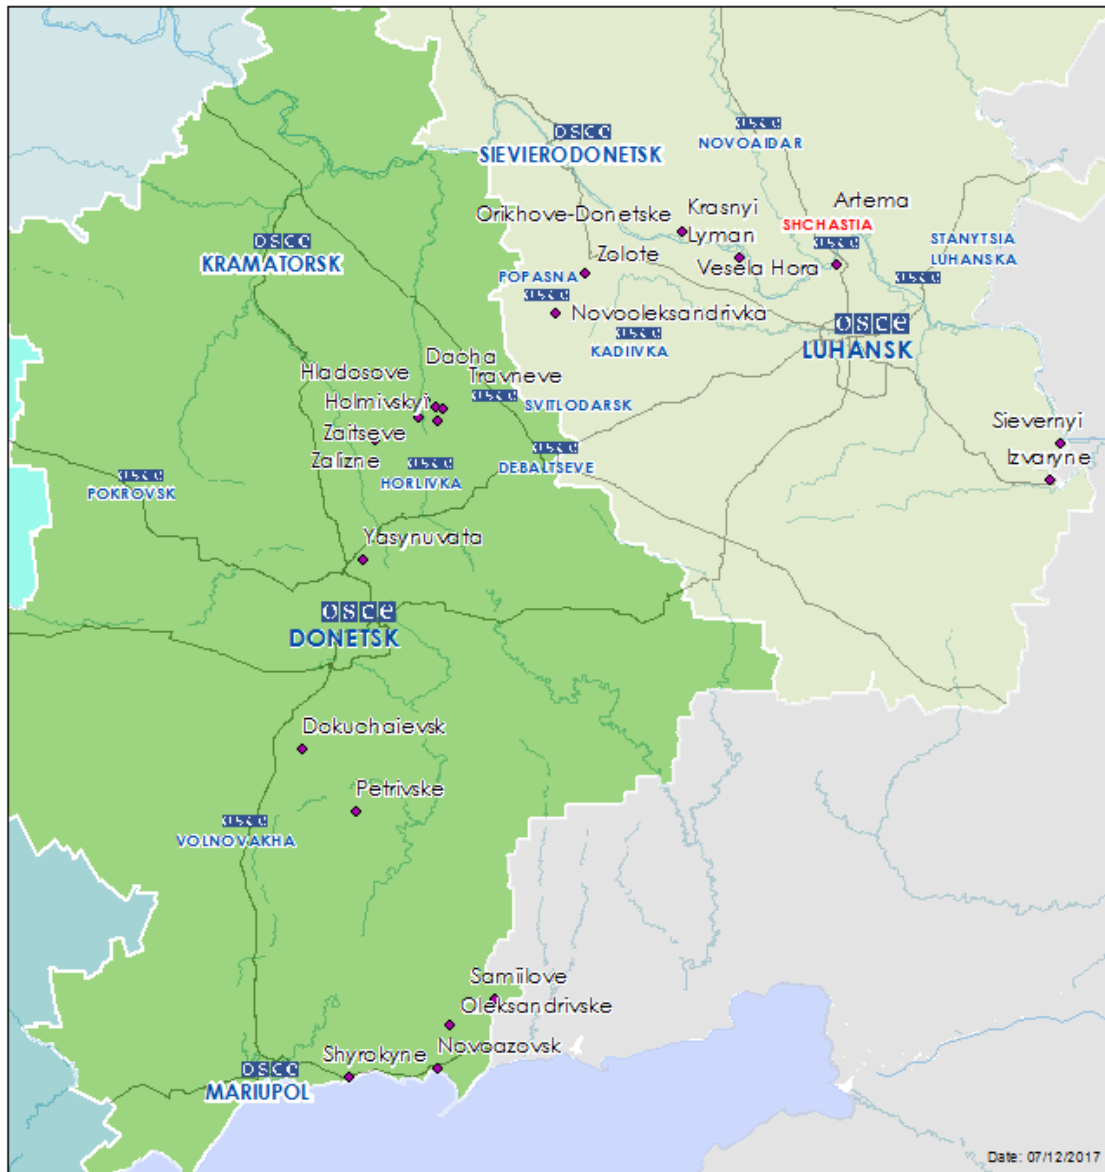 OSCE
SIEVIERODONETSK
OSCE
NOVOAIDAR
Orikhove-Donetske
Krasnyi
Lyman
Artema
SHCHASTIA
OSCE
Vesela Hora
STANYTSIA
LUHANSKA
OSCE
OSCE
KRAMATORSK
Zolote
POPASNA
OSCE
Novooleksandrivka
OSCE
KADIIVKA
OSCE
LUHANSK
Dacha
Travneve
Hladosove
Holmivskyi
OSCE
SVITLODARSK
Zaitseve
Zalizne
OSCE
HORLIVKA
OSCE
DEBALTSEVE
Sievernyi
Izvaryne
OSCE
POKROVSK
Yasynuvata
OSCE
DONETSK
Dokuchaievsk
Petrivske
OSCE
VOLNOVAKHA
Samiilove
Oleksandrivske
Novoazovsk
Shyrokyne
OSCE
MARIUPOL
Date: 07/12/2017